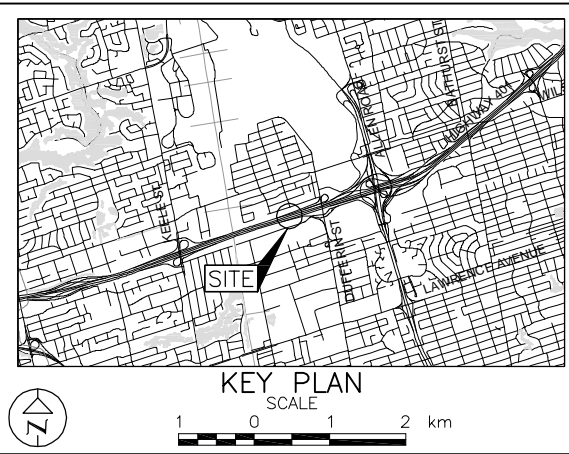 BATHURST ST
ALLEN ROAD
HIGHWAY 401
WIL
KEELE ST
DUFFERIN ST
SITE
LAWRENCE AVENUE
KEY PLAN
SCALE
1 0 1 2 km
N